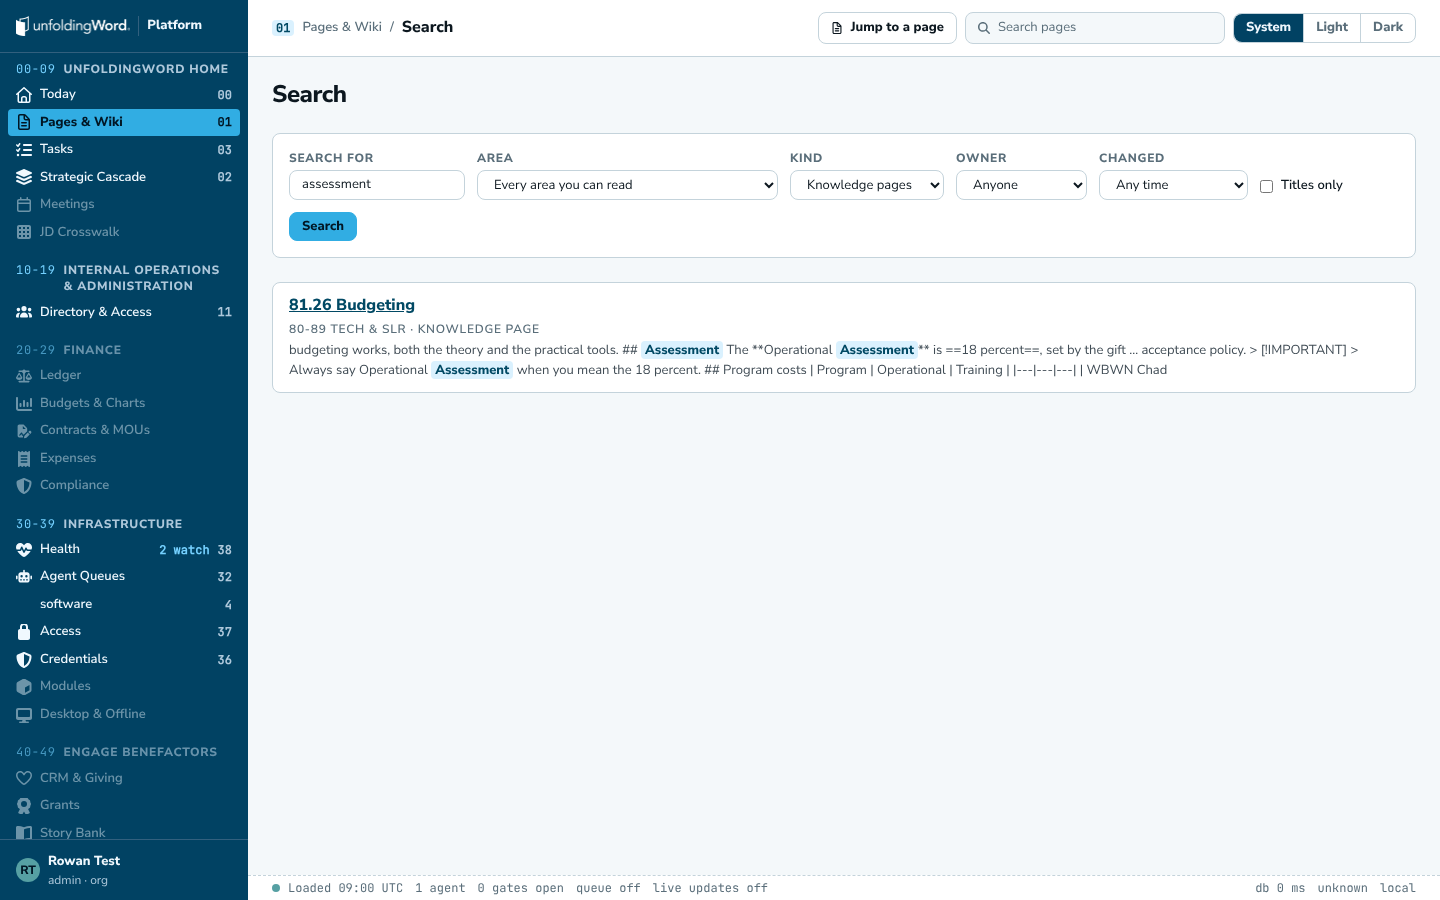 unfoldingWord. Platform
00-09 UNFOLDINGWORD HOME
Today 00
Pages & Wiki 01
Tasks 03
Strategic Cascade 02
Meetings
JD Crosswalk
10-19 INTERNAL OPERATIONS
& ADMINISTRATION
Directory & Access 11
20-29 FINANCE
Ledger
Budgets & Charts
Contracts & MOUs
Expenses
Compliance
30-39 INFRASTRUCTURE
Health 2 watch 38
Agent Queues 32
software 4
Access 37
Credentials 36
Modules
Desktop & Offline
40-49 ENGAGE BENEFACTORS
CRM & Giving
Grants
Story Bank
RT Rowan Test
admin · org
01 Pages & Wiki / Search
Jump to a page
Search pages
System Light Dark
Search
SEARCH FOR AREA KIND OWNER CHANGED
assessment Every area you can read Knowledge pages Anyone Any time Titles only
Search
81.26 Budgeting
80-89 TECH & SLR · KNOWLEDGE PAGE
budgeting works, both the theory and the practical tools. ## Assessment The **Operational Assessment** is ==18 percent==, set by the gift ... acceptance policy. > [!IMPORTANT] >
Always say Operational Assessment when you mean the 18 percent. ## Program costs | Program | Operational | Training | |---|---|---| | WBWN Chad
Loaded 09:00 UTC 1 agent 0 gates open queue off live updates off
db 0 ms unknown local